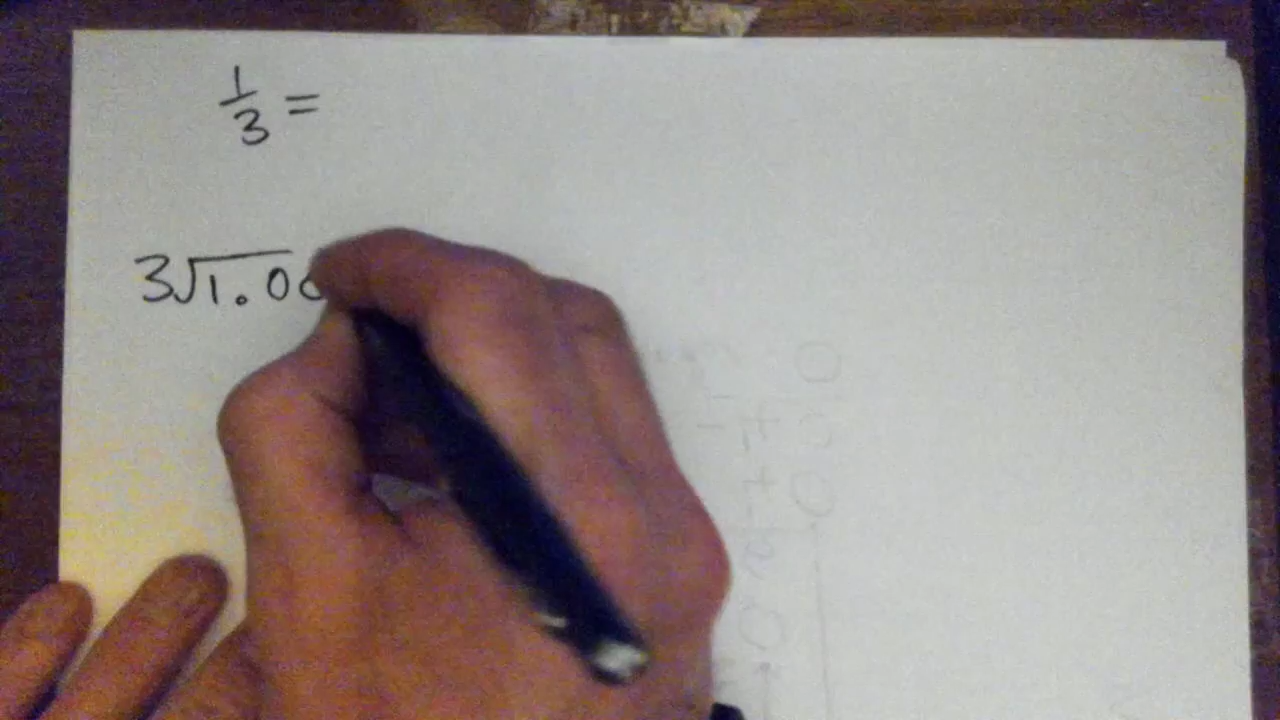 1/3 =
3√1.00